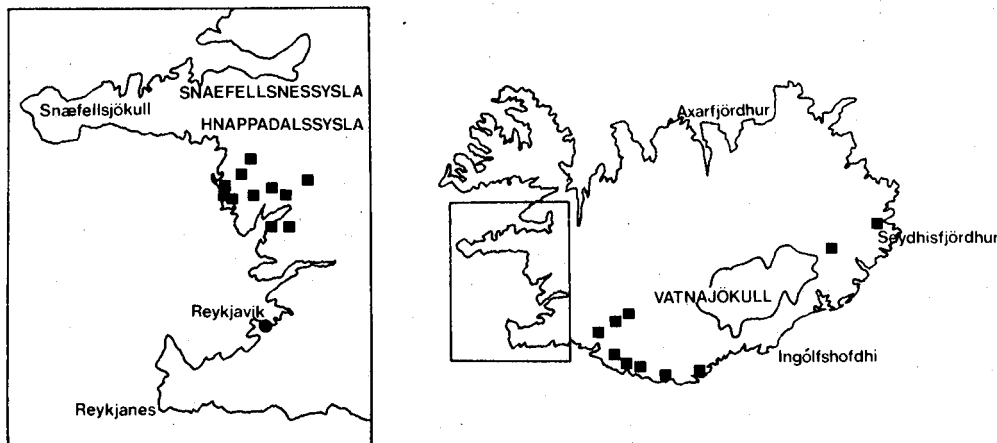 SNAEFELLSNESSYSLA
Snæfellsjökull
HNAPPADALSSYSLA
Reykjavik
Reykjanes
Axarfjördhur
Seydhisfjördhur
VATNAJÖKULL
Ingólfshofdhi